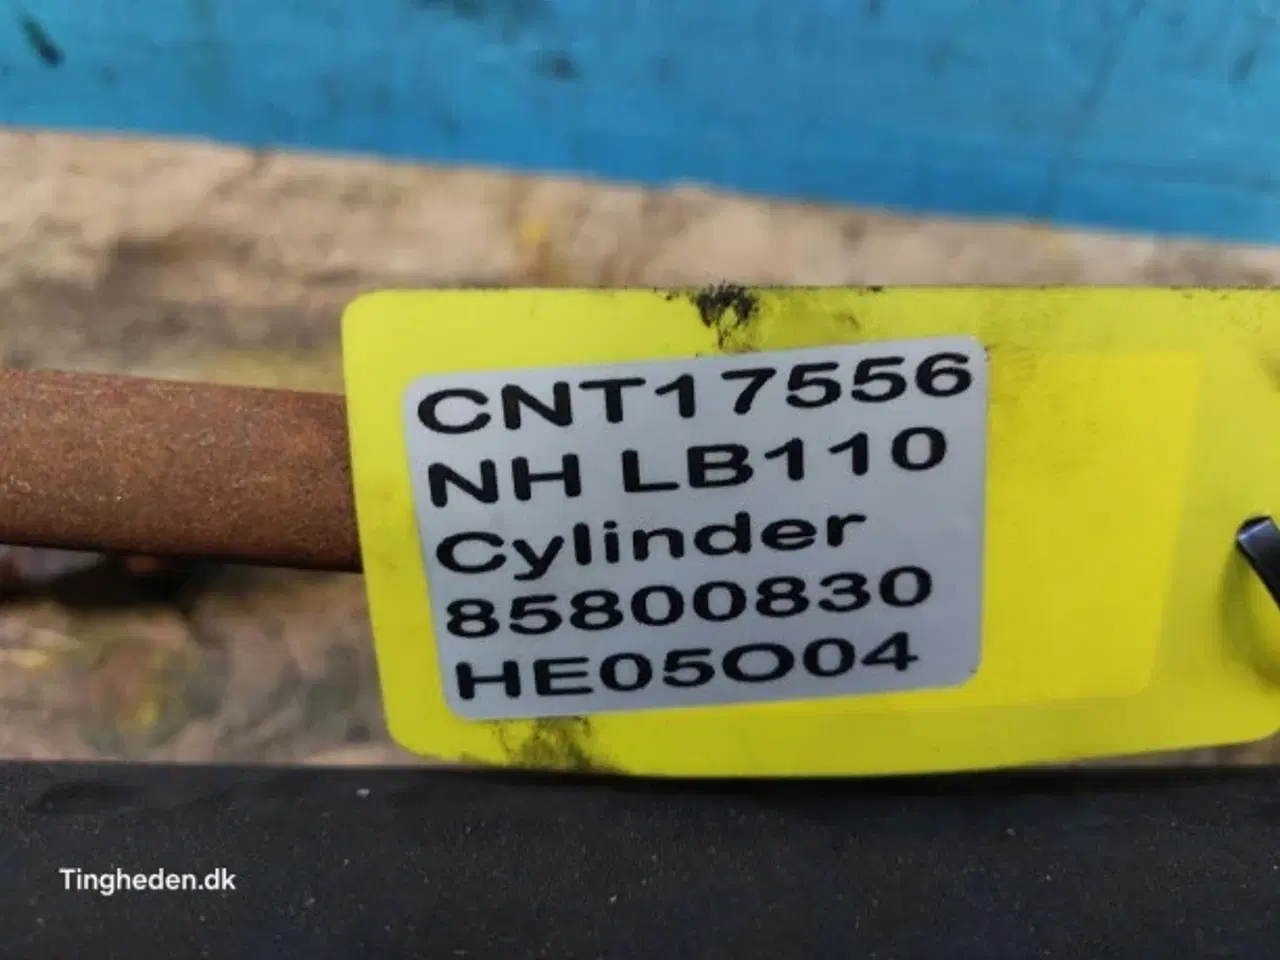 CNT17556
NH LB110
Cylinder
85800830
HE05O04
Tingheden.dk